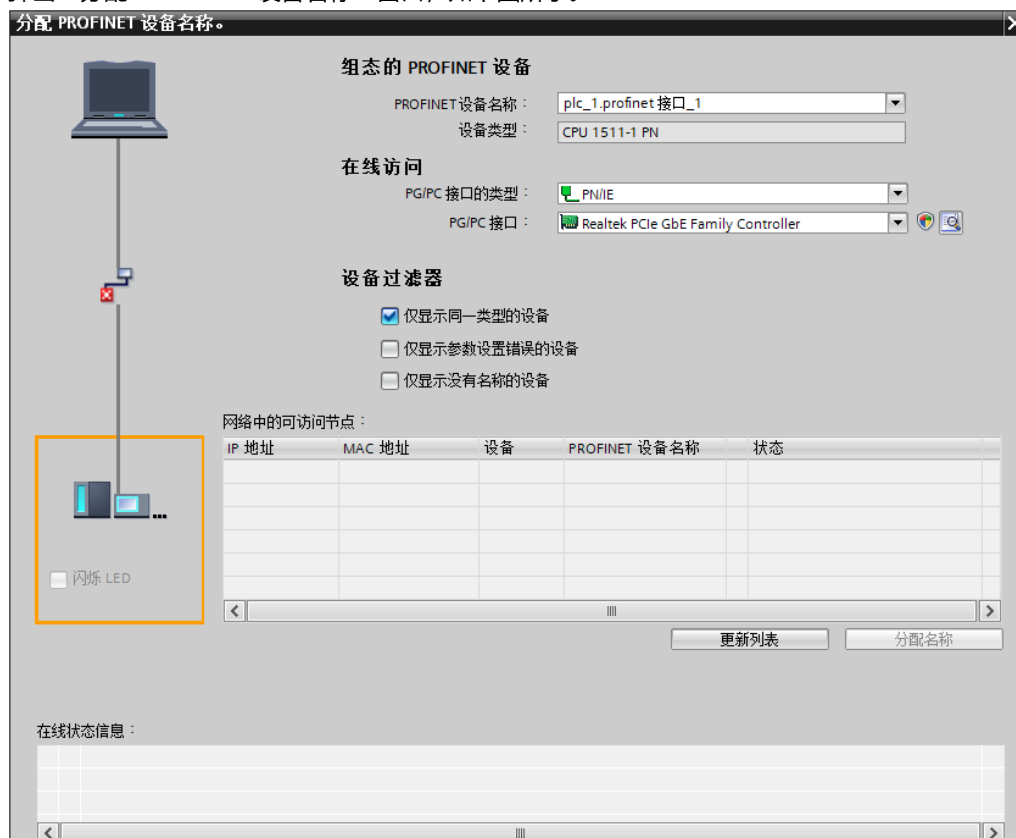 分配 PROFINET 设备名称。
组态的 PROFINET 设备
PROFINET设备名称：
plc_1.profinet 接口_1
设备类型：
CPU 1511-1 PN
在线访问
PG/PC 接口的类型：
PN/IE
PG/PC 接口：
Realtek PCIe GbE Family Controller
设备过滤器
仅显示同一类型的设备
仅显示参数设置错误的设备
仅显示没有名称的设备
网络中的可访问节点：
IP 地址 MAC 地址 设备 PROFINET 设备名称 状态
闪烁 LED
更新列表 分配名称
在线状态信息：